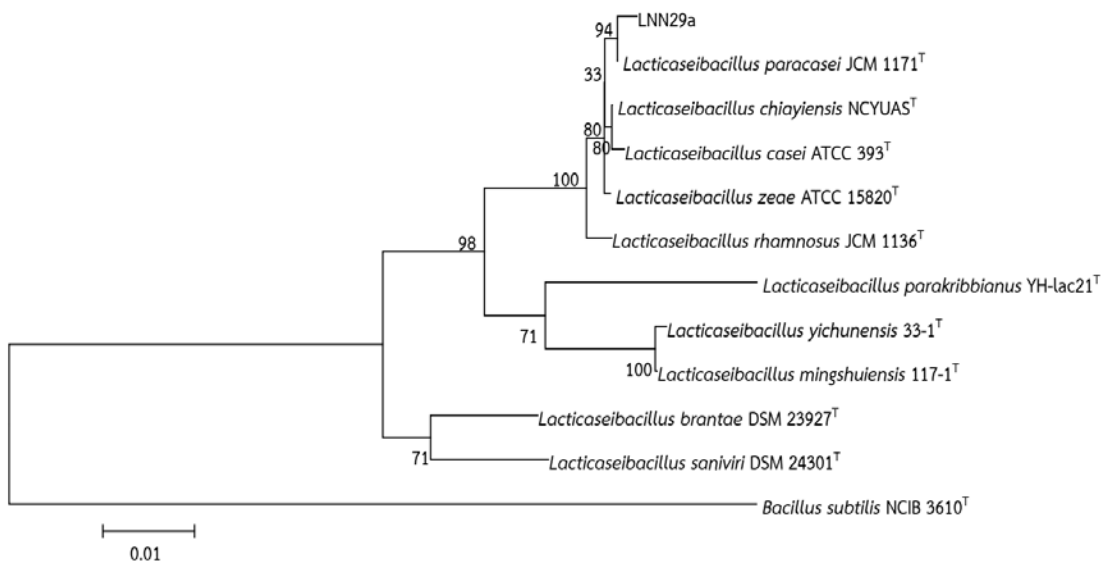 LNN29a
94
Lacticaseibacillus paracasei JCM 1171ᵀ
33
Lacticaseibacillus chiayiensis NCYUASᵀ
80
80
Lacticaseibacillus casei ATCC 393ᵀ
100
Lacticaseibacillus zeae ATCC 15820ᵀ
98
Lacticaseibacillus rhamnosus JCM 1136ᵀ
Lacticaseibacillus parakribbianus YH-lac21ᵀ
71
Lacticaseibacillus yichunensis 33-1ᵀ
100
Lacticaseibacillus mingshuiensis 117-1ᵀ
Lacticaseibacillus brantae DSM 23927ᵀ
71
Lacticaseibacillus saniviri DSM 24301ᵀ
Bacillus subtilis NCIB 3610ᵀ
0.01